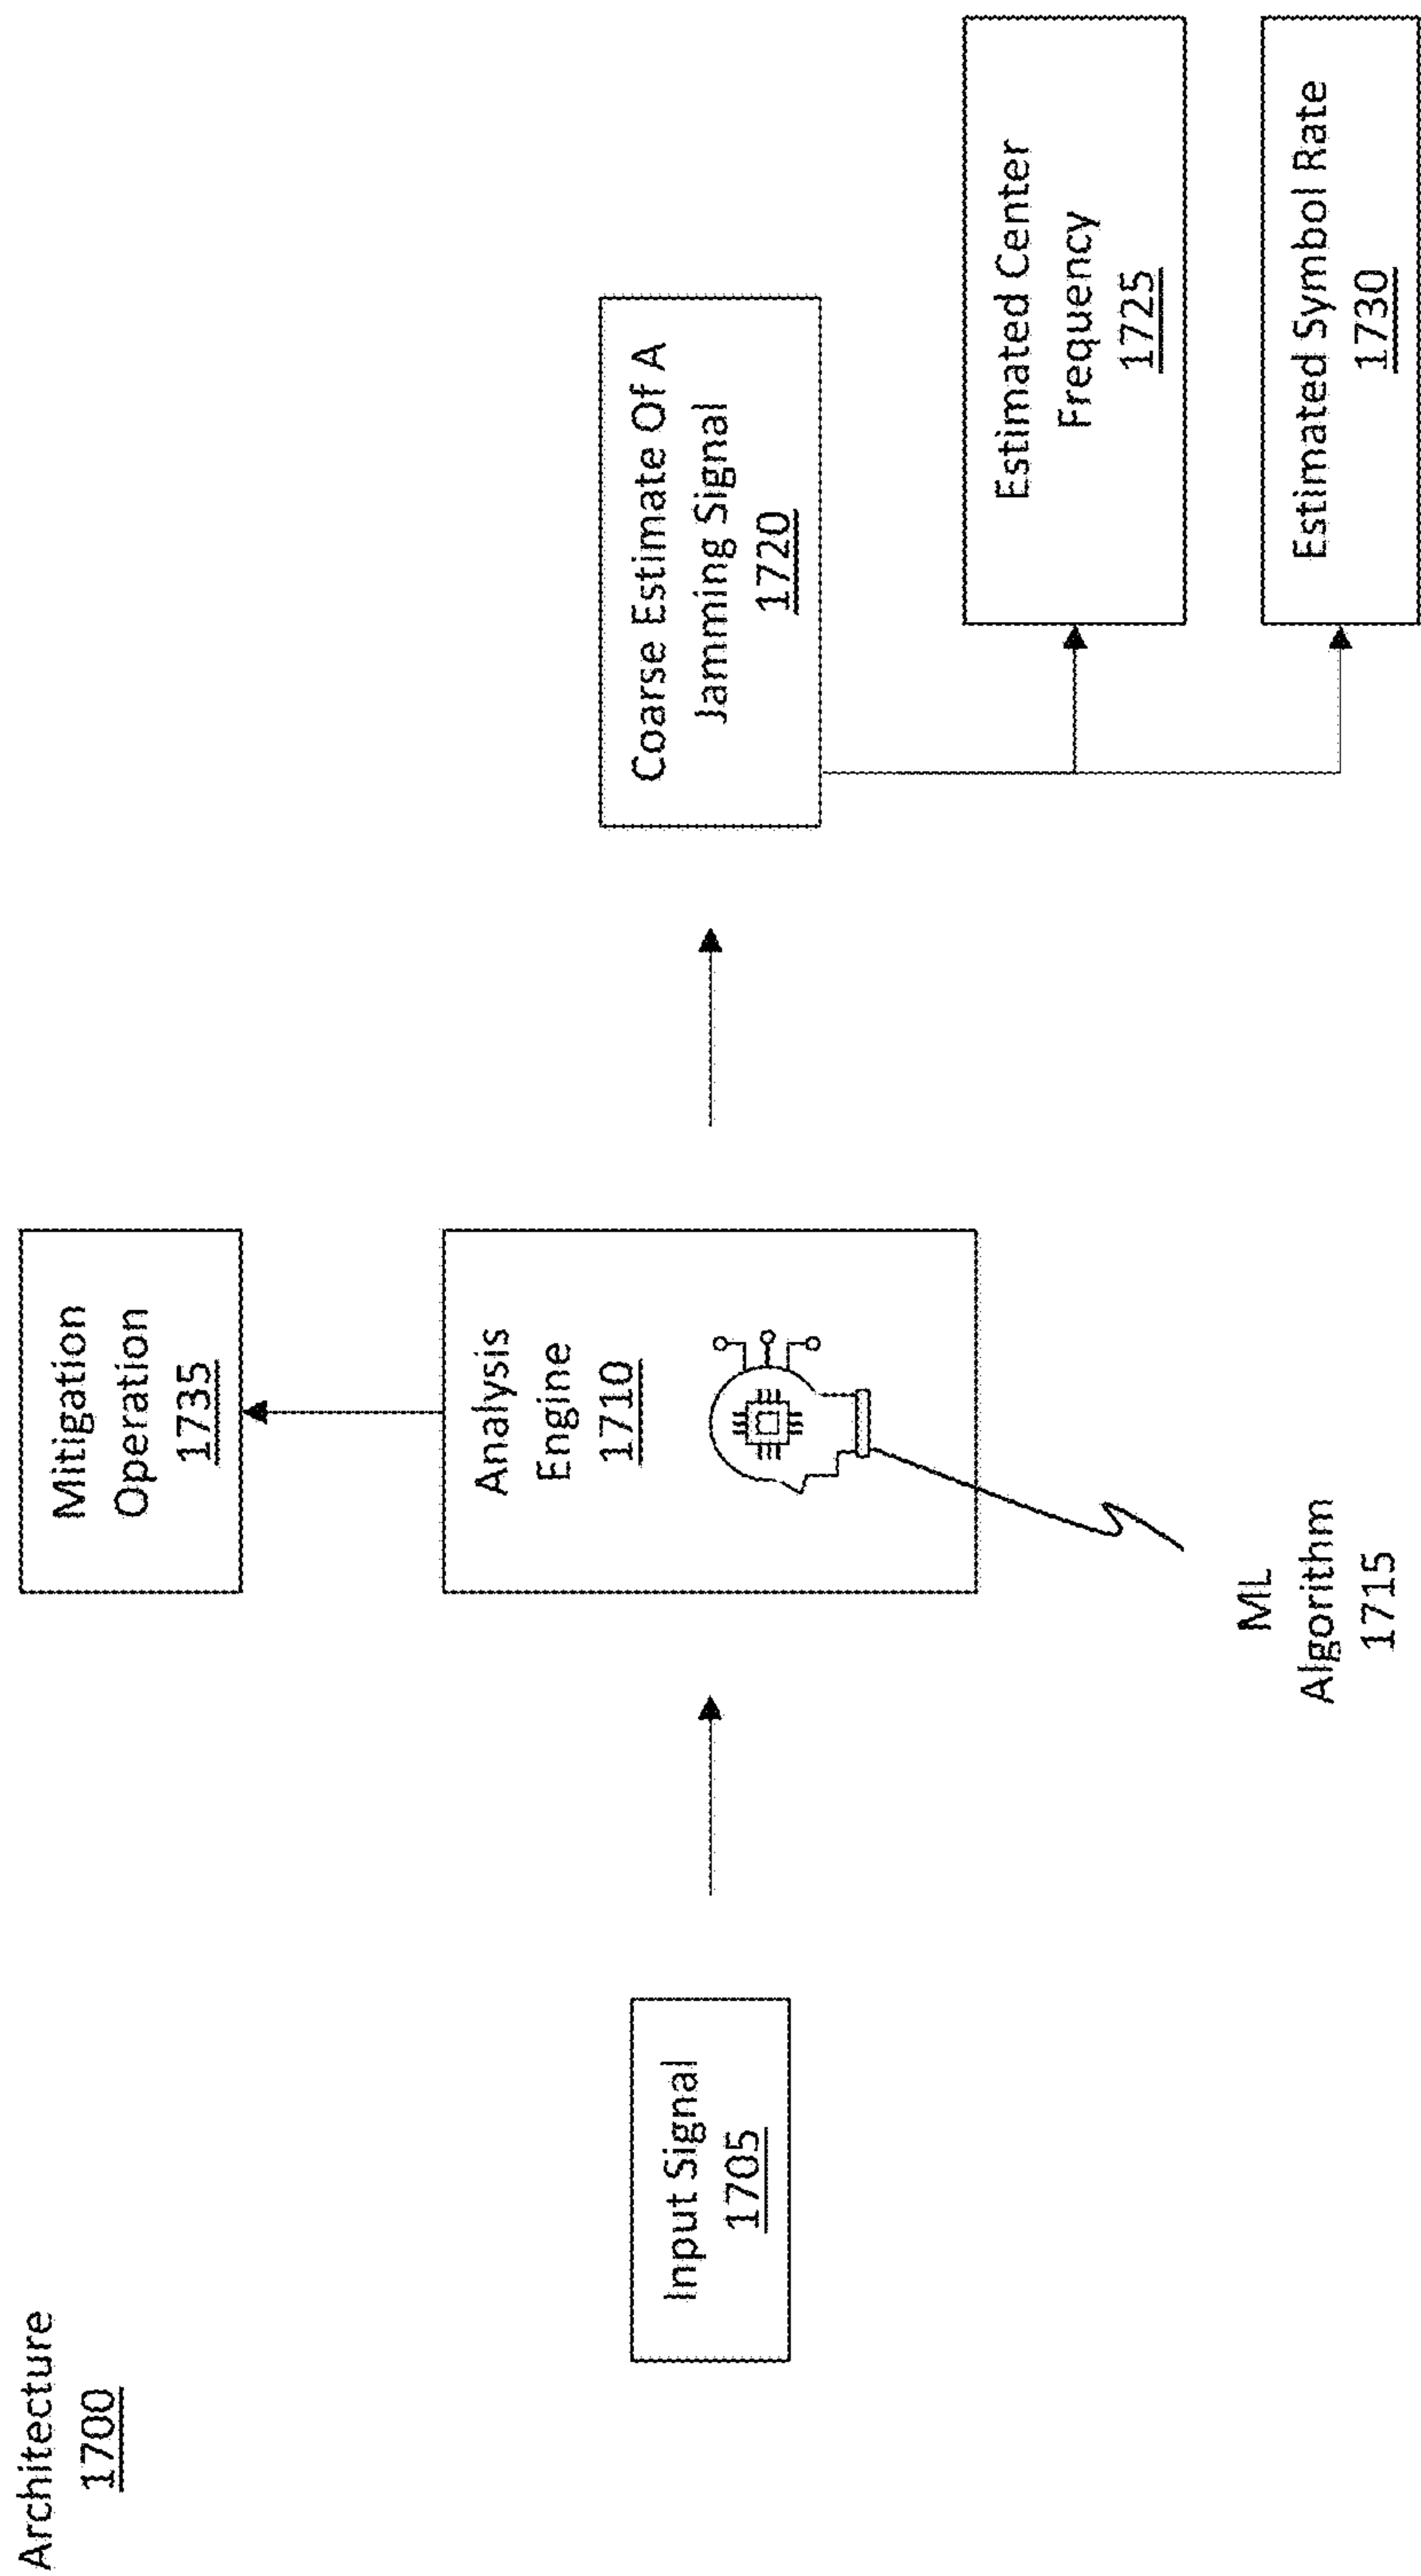 Architecture
1700
Input Signal
1705
Mitigation
Operation
1735
Analysis
Engine
1710
ML
Algorithm
1715
Coarse Estimate Of A
Jamming Signal
1720
Estimated Center
Frequency
1725
Estimated Symbol Rate
1730